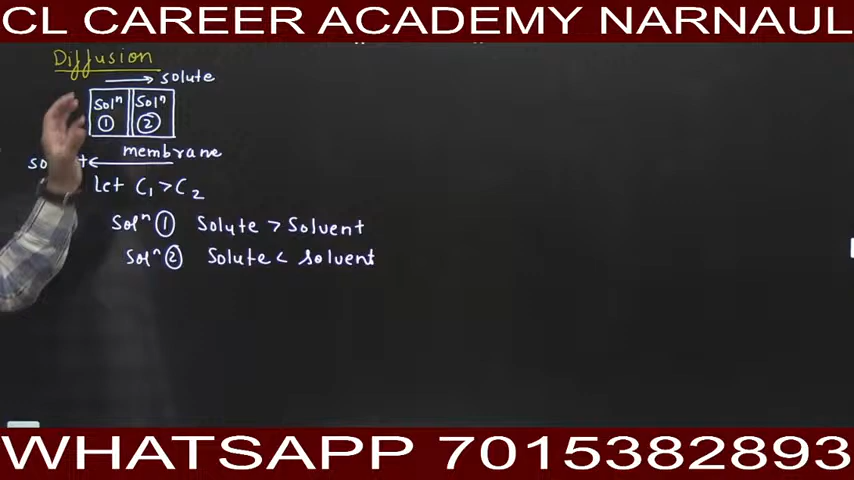 CL CAREER ACADEMY NARNAUL
Diffusion
solute
Solⁿ Solⁿ
① ②
membrane
let C₁ > C₂
Solⁿ ① Solute > Solvent
Solⁿ ② Solute < Solvent
WHATSAPP 7015382893